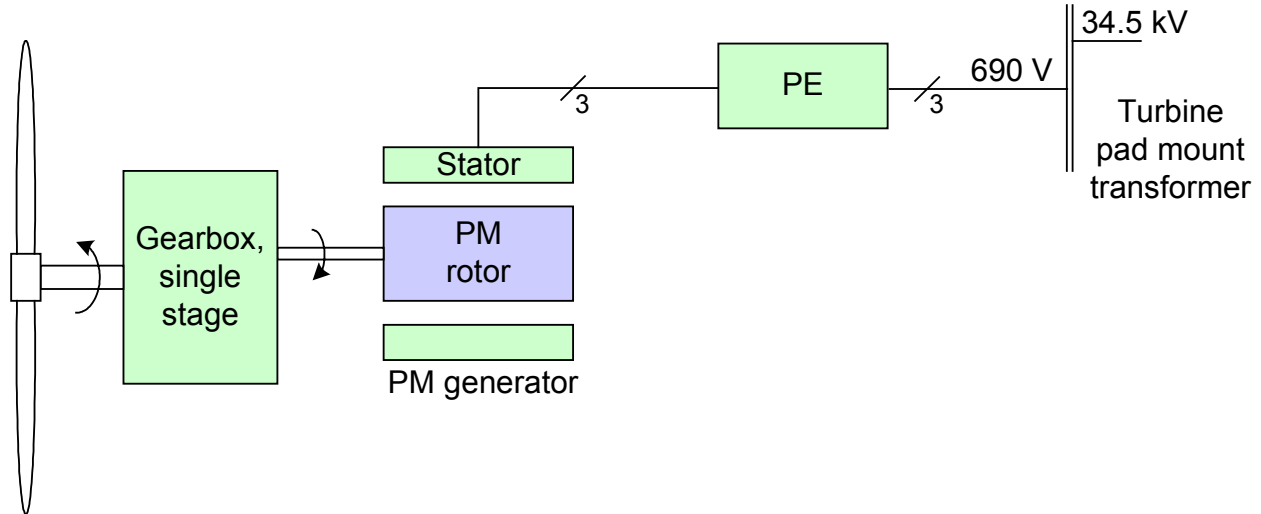 34.5 kV
690 V
PE
3
3
Turbine
pad mount
transformer
Stator
Gearbox,
single
stage
PM
rotor
PM generator